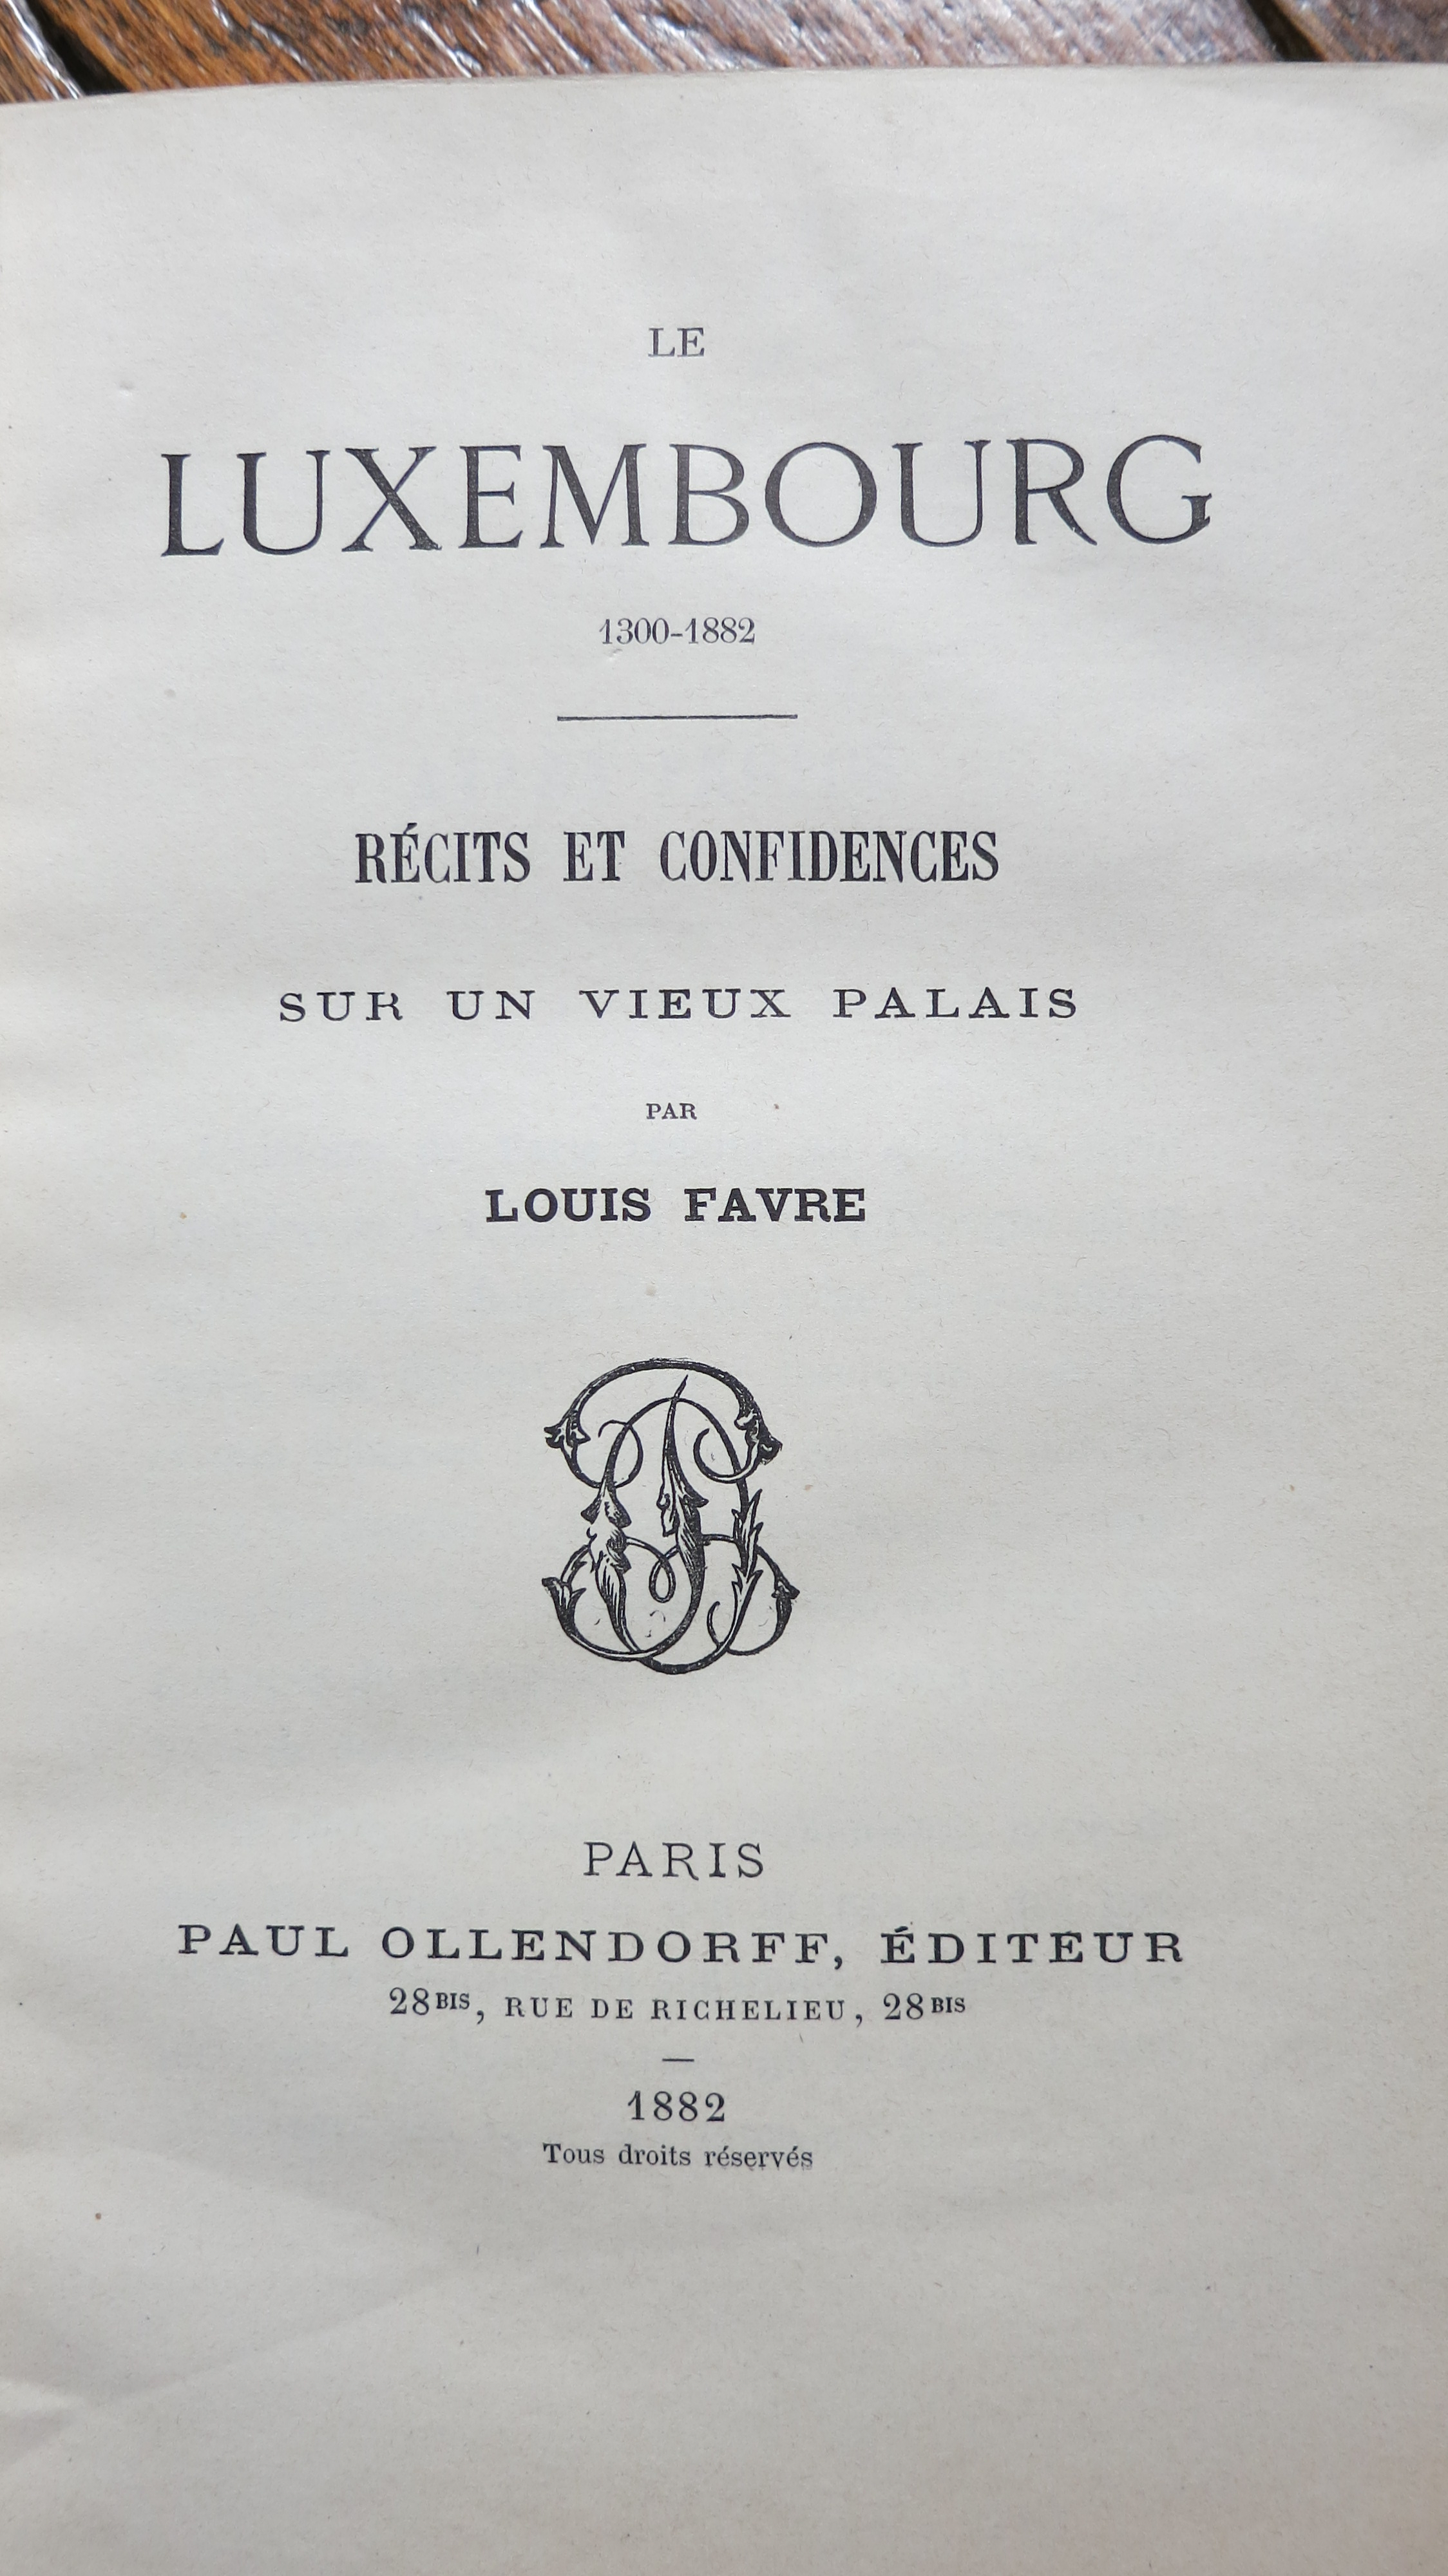 LE
LUXEMBOURG
1300-1882
RÉCITS ET CONFIDENCES
SUR UN VIEUX PALAIS
PAR
LOUIS FAVRE
PARIS
PAUL OLLENDORFF, ÉDITEUR
28BIS, RUE DE RICHELIEU, 28BIS
1882
Tous droits réservés